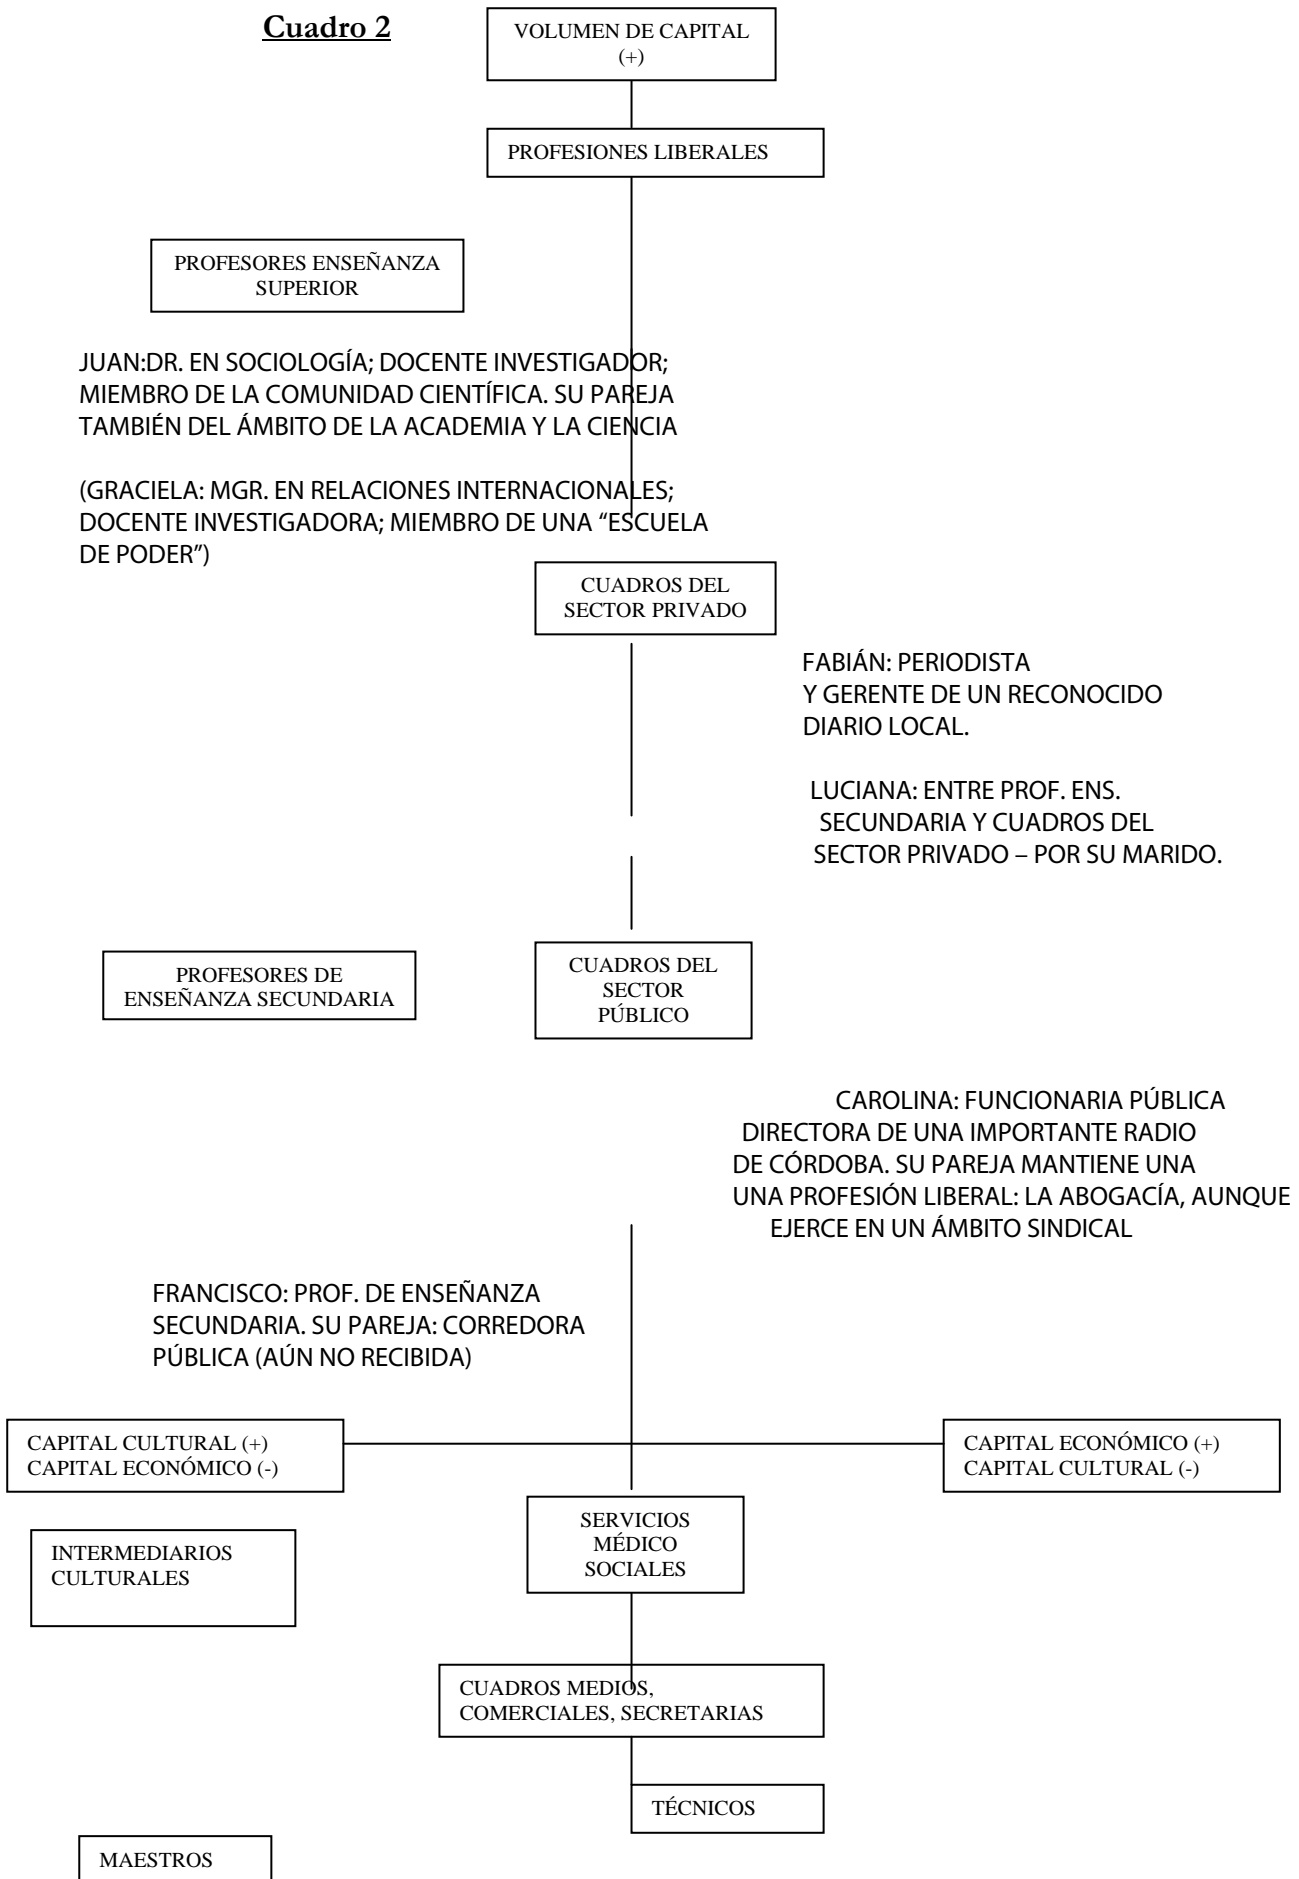 Cuadro 2
VOLUMEN DE CAPITAL
(+)
PROFESIONES LIBERALES
PROFESORES ENSEÑANZA
SUPERIOR
JUAN:DR. EN SOCIOLOGÍA; DOCENTE INVESTIGADOR;
MIEMBRO DE LA COMUNIDAD CIENTÍFICA. SU PAREJA
TAMBIÉN DEL ÁMBITO DE LA ACADEMIA Y LA CIENCIA
(GRACIELA: MGR. EN RELACIONES INTERNACIONALES;
DOCENTE INVESTIGADORA; MIEMBRO DE UNA “ESCUELA
DE PODER”)
CUADROS DEL
SECTOR PRIVADO
FABIÁN: PERIODISTA
Y GERENTE DE UN RECONOCIDO
DIARIO LOCAL.
LUCIANA: ENTRE PROF. ENS.
SECUNDARIA Y CUADROS DEL
SECTOR PRIVADO – POR SU MARIDO.
PROFESORES DE
ENSEÑANZA SECUNDARIA
CUADROS DEL
SECTOR
PÚBLICO
CAROLINA: FUNCIONARIA PÚBLICA
DIRECTORA DE UNA IMPORTANTE RADIO
DE CÓRDOBA. SU PAREJA MANTIENE UNA
UNA PROFESIÓN LIBERAL: LA ABOGACÍA, AUNQUE
EJERCE EN UN ÁMBITO SINDICAL
FRANCISCO: PROF. DE ENSEÑANZA
SECUNDARIA. SU PAREJA: CORREDORA
PÚBLICA (AÚN NO RECIBIDA)
CAPITAL CULTURAL (+)
CAPITAL ECONÓMICO (-)
CAPITAL ECONÓMICO (+)
CAPITAL CULTURAL (-)
SERVICIOS
MÉDICO
SOCIALES
INTERMEDIARIOS
CULTURALES
CUADROS MEDIOS,
COMERCIALES, SECRETARIAS
TÉCNICOS
MAESTROS